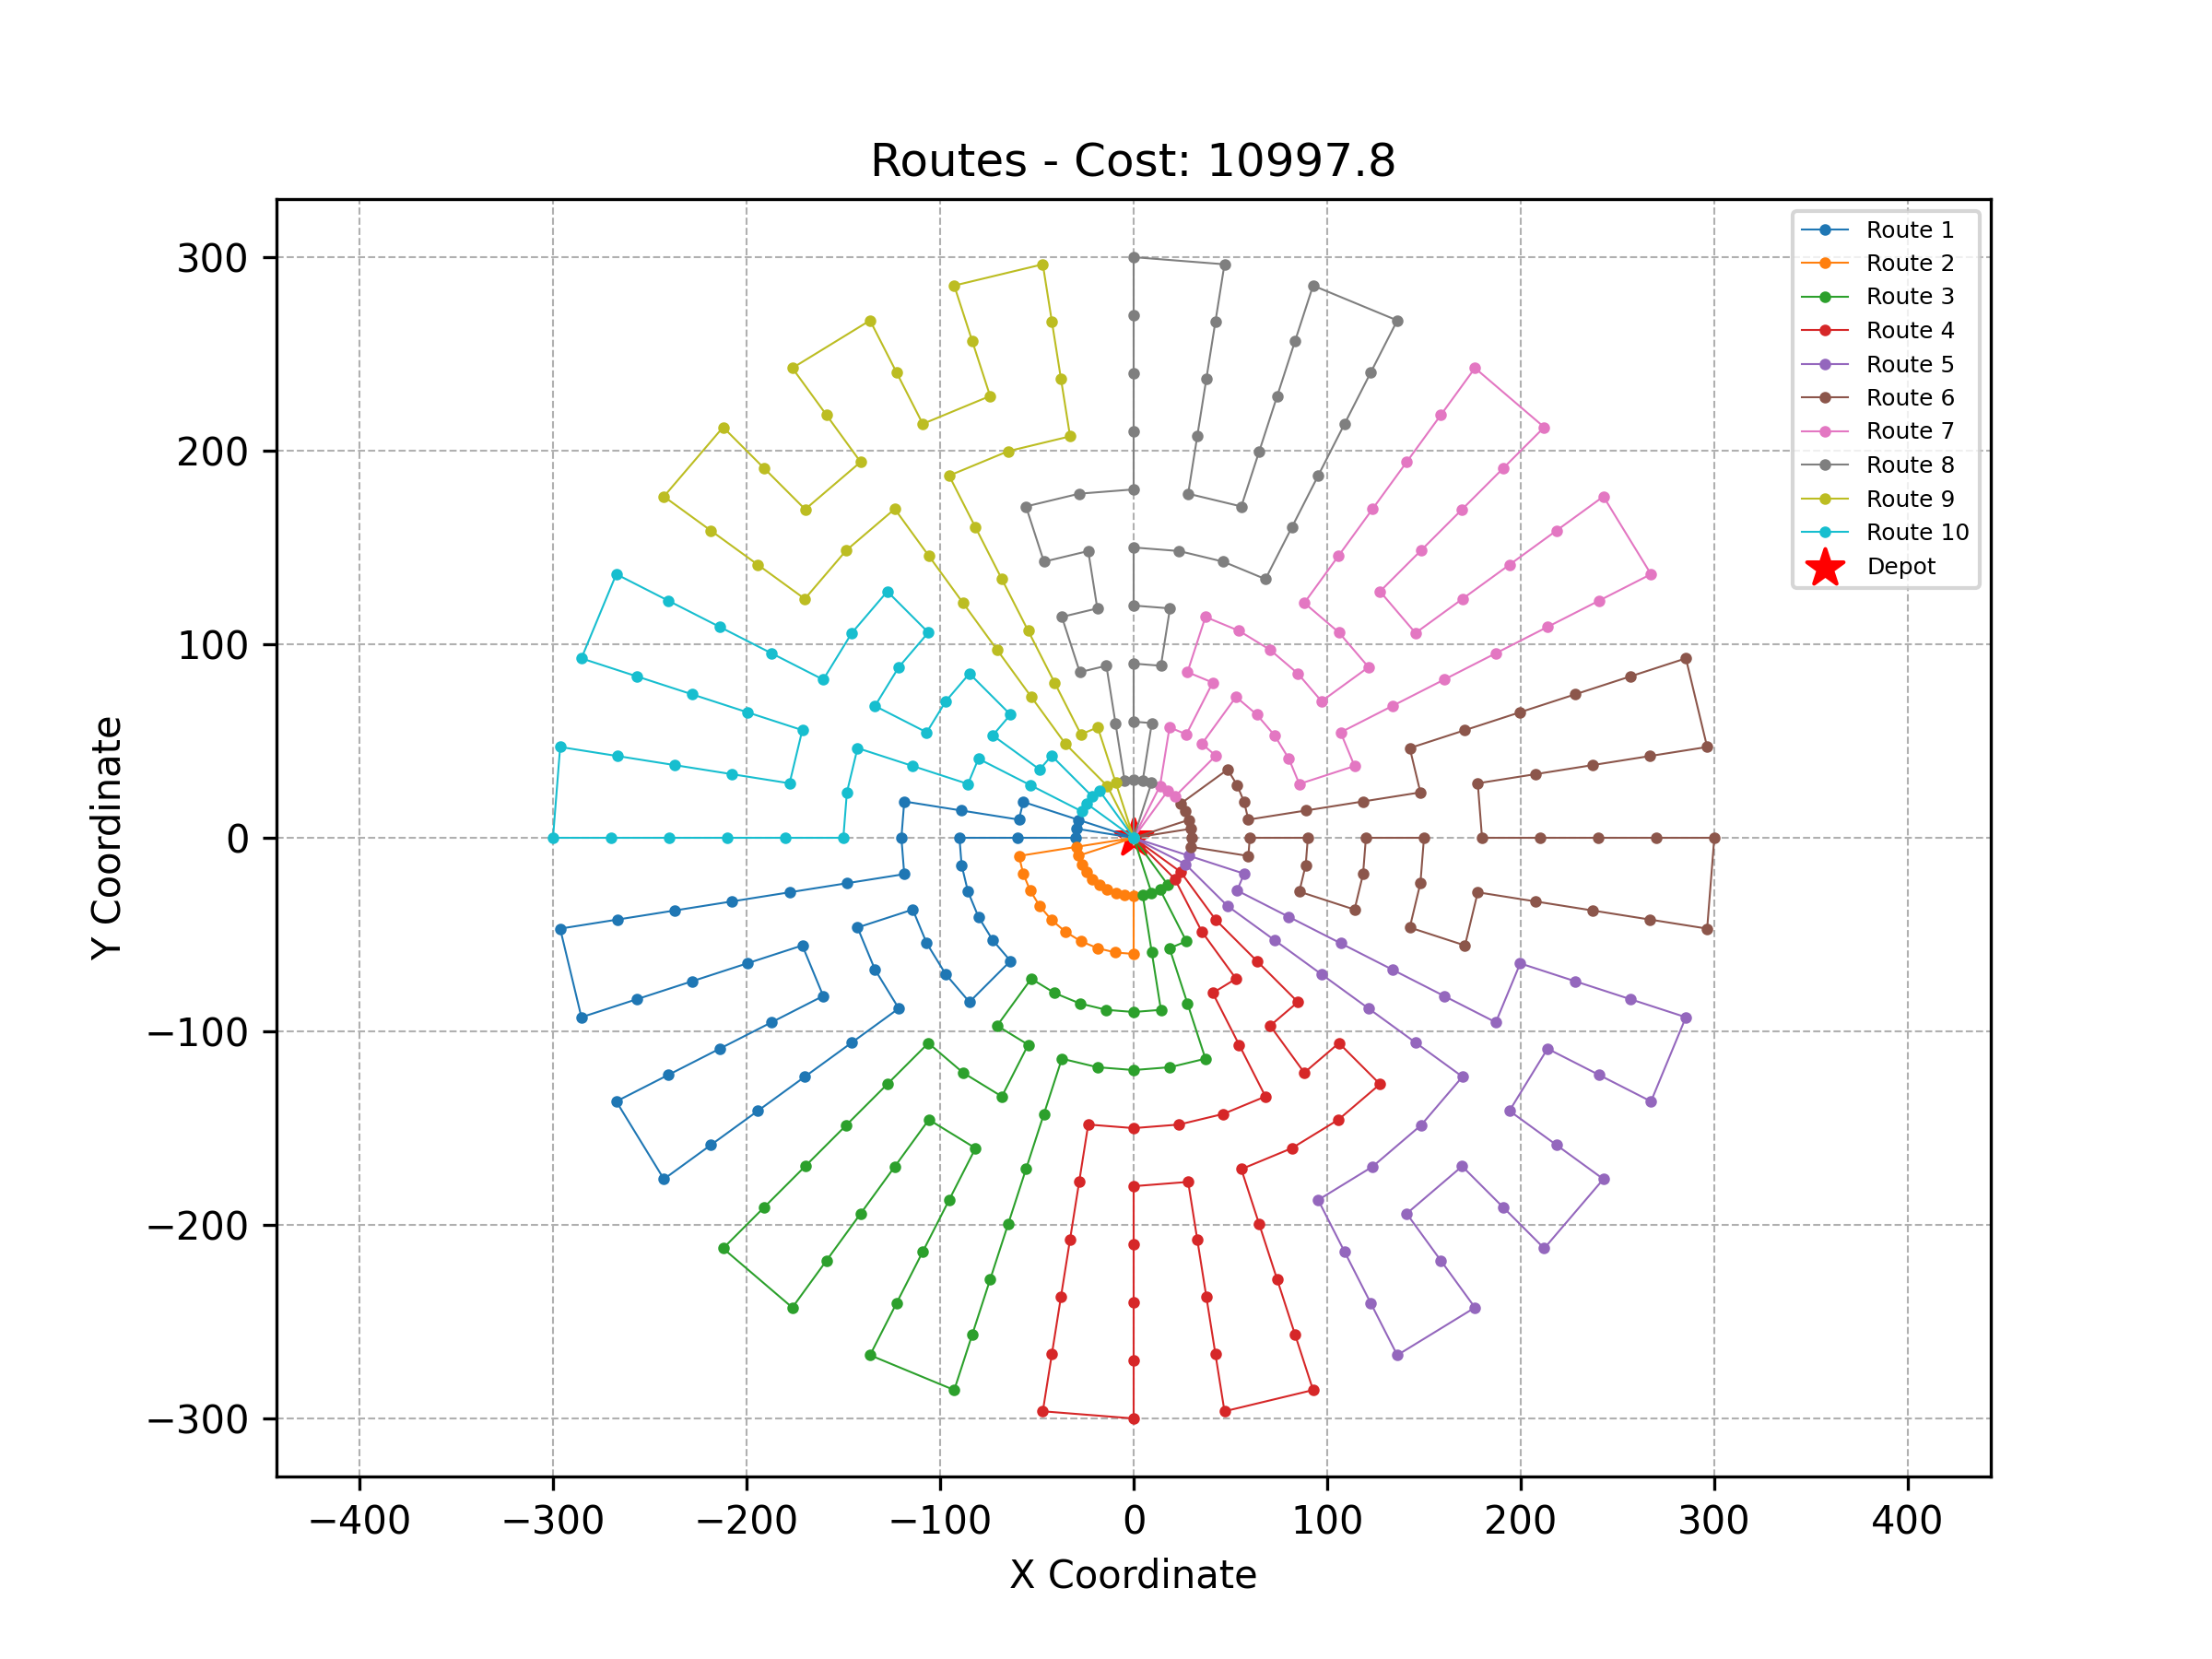 Routes - Cost: 10997.8
Route 1
Route 2
Route 3
Route 4
Route 5
Route 6
Route 7
Route 8
Route 9
Route 10
Depot
300
200
100
0
−100
−200
−300
Y Coordinate
−400
−300
−200
−100
0
100
200
300
400
X Coordinate